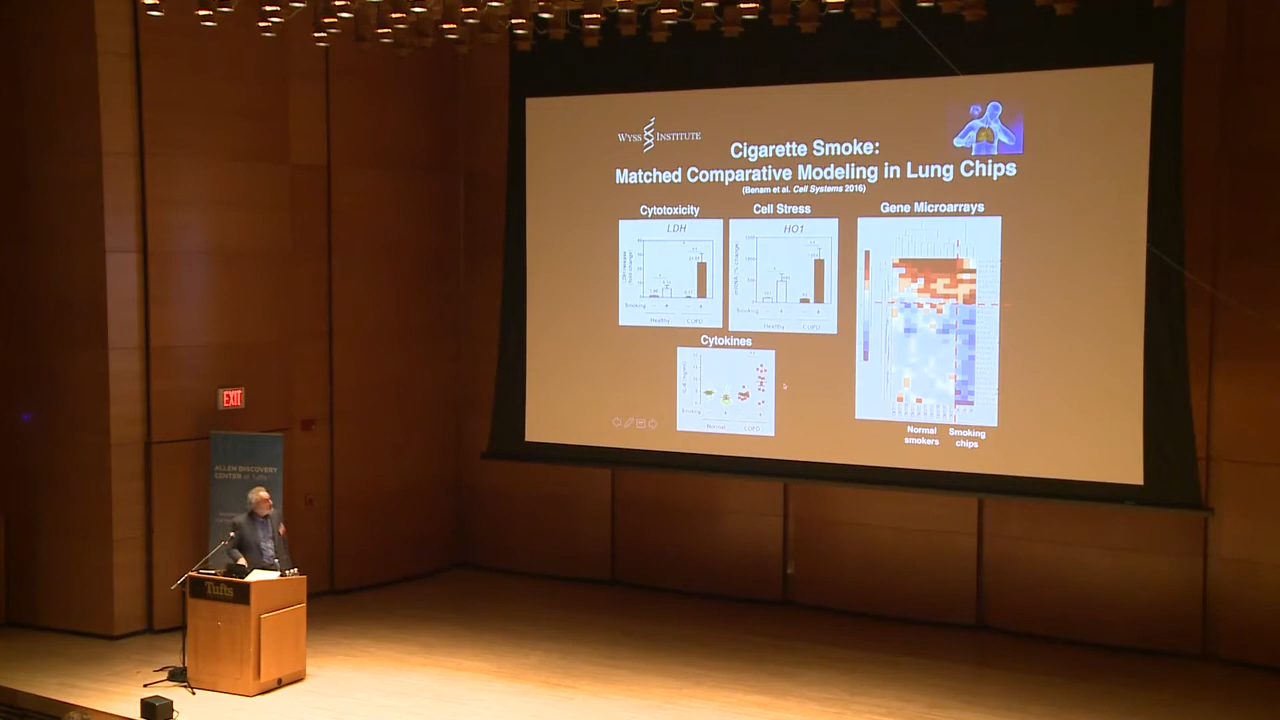 WYSS INSTITUTE
Cigarette Smoke:
Matched Comparative Modeling in Lung Chips
(Benam et al. Cell Systems 2016)
Cytotoxicity
Cell Stress
Gene Microarrays
LDH
HO1
Smoking
Healthy
COPD
Healthy
COPD
Cytokines
Normal
COPD
Normal
smokers
Smoking
chips
EXIT
ALLEN DISCOVERY
CENTER at Tufts
Tufts